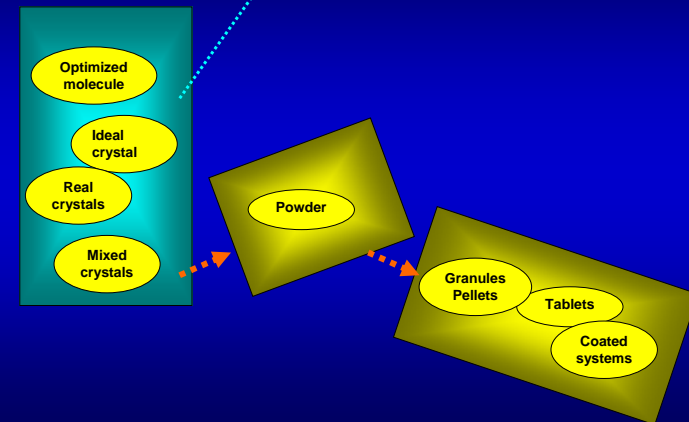 Optimized
molecule
Ideal
crystal
Real
crystals
Mixed
crystals
Powder
Granules
Pellets
Tablets
Coated
systems